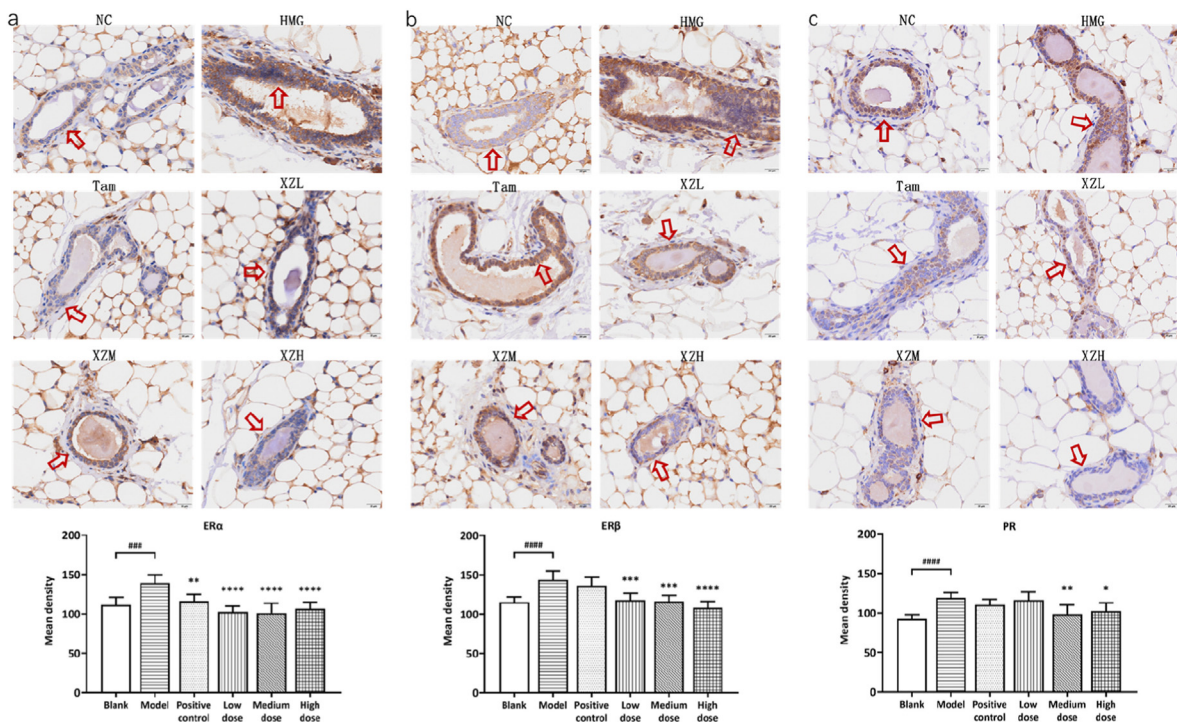 a b c
NC HMG NC HMG NC HMG
Tam XZL Tam XZL Tam XZL
XZM XZH XZM XZH XZM XZH
ERα
Mean density
200
150
100
50
0
###
** **** **** ****
Blank Model Positive control Low dose Medium dose High dose
ERβ
Mean density
200
150
100
50
0
####
*** *** ****
Blank Model Positive control Low dose Medium dose High dose
PR
Mean density
200
150
100
50
0
####
** *
Blank Model Positive control Low dose Medium dose High dose